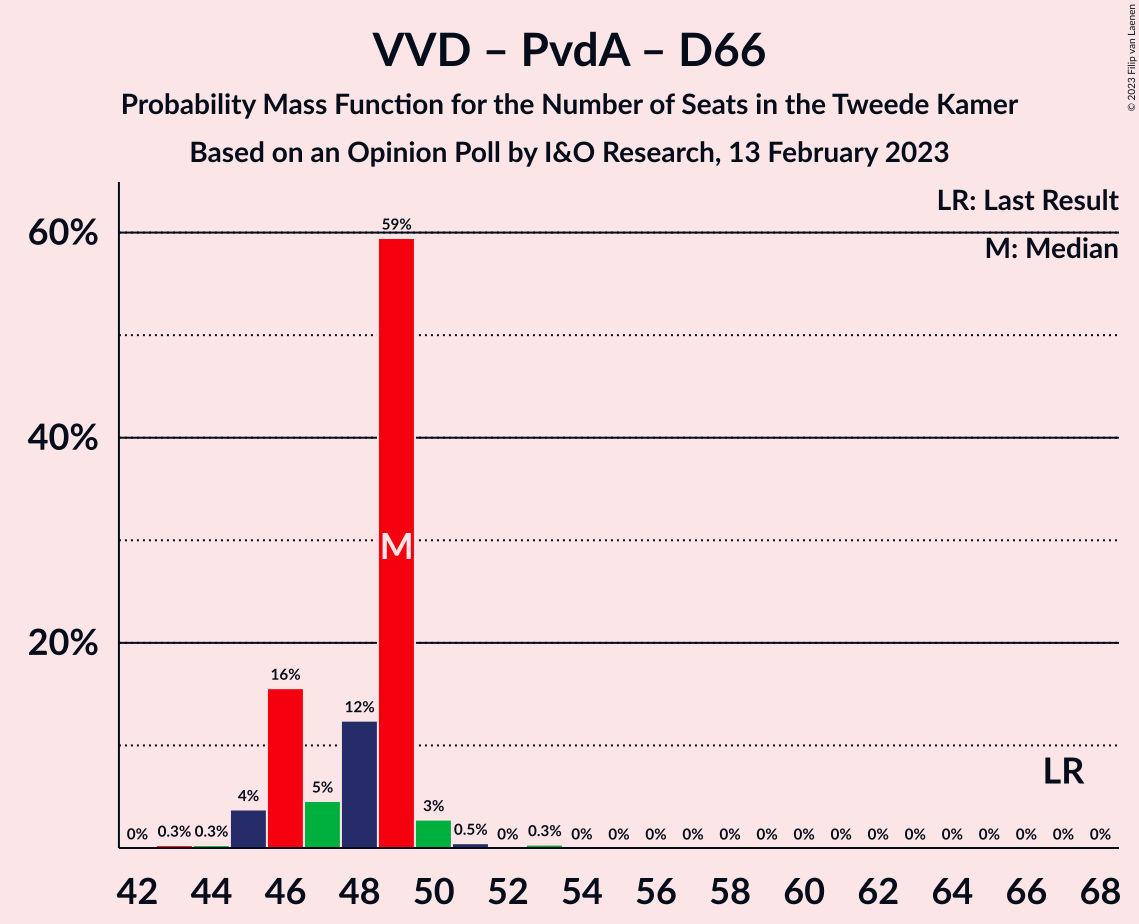 VVD – PvdA – D66
Probability Mass Function for the Number of Seats in the Tweede Kamer
Based on an Opinion Poll by I&O Research, 13 February 2023
© 2023 Filip van Laenen
LR: Last Result
M: Median
60%
40%
20%
0% 0.3% 0.3% 4% 16% 5% 12% 59% 3% 0.5% 0% 0.3% 0% 0% 0% 0% 0% 0% 0% 0% 0% 0% 0% 0% 0% 0% 0%
M
LR
42 44 46 48 50 52 54 56 58 60 62 64 66 68